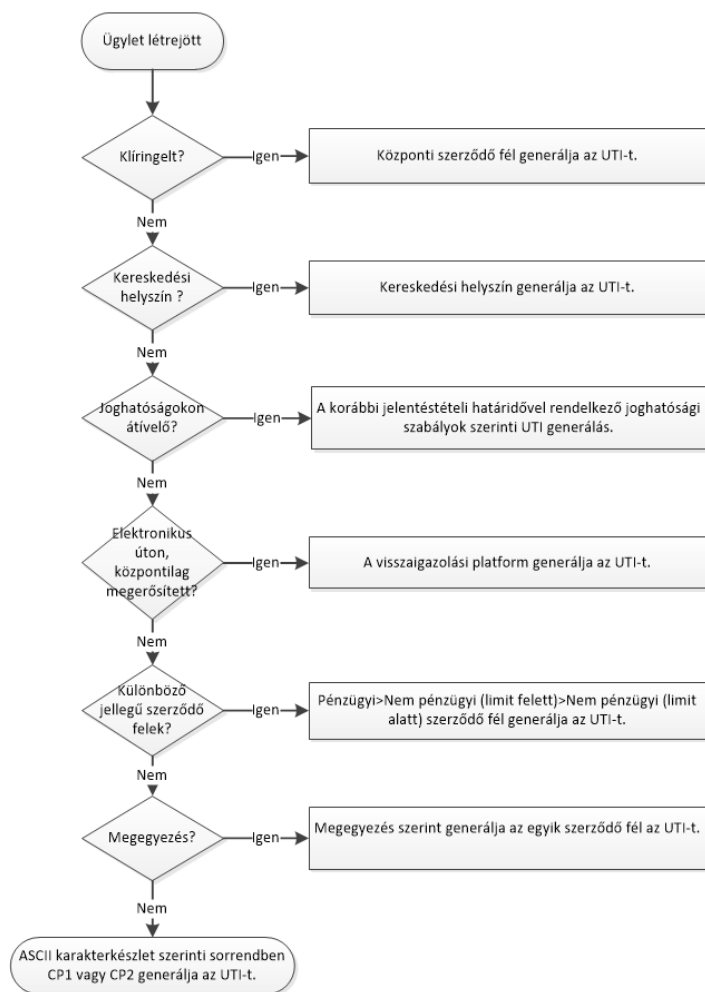 Ügylet létrejött
Klíringelt?
Igen
Központi szerződő fél generálja az UTI-t.
Nem
Kereskedési
helyszín ?
Igen
Kereskedési helyszín generálja az UTI-t.
Nem
Joghatóságokon
átívelő?
Igen
A korábbi jelentéstételi határidővel rendelkező joghatósági
szabályok szerinti UTI generálás.
Nem
Elektronikus
úton,
központilag
megerősített?
Igen
A visszaigazolási platform generálja az UTI-t.
Nem
Különböző
jellegű szerződő
felek?
Igen
Pénzügyi>Nem pénzügyi (limit felett)>Nem pénzügyi (limit
alatt) szerződő fél generálja az UTI-t.
Nem
Megegyezés?
Igen
Megegyezés szerint generálja az egyik szerződő fél az UTI-t.
Nem
ASCII karakterkészlet szerinti sorrendben
CP1 vagy CP2 generálja az UTI-t.